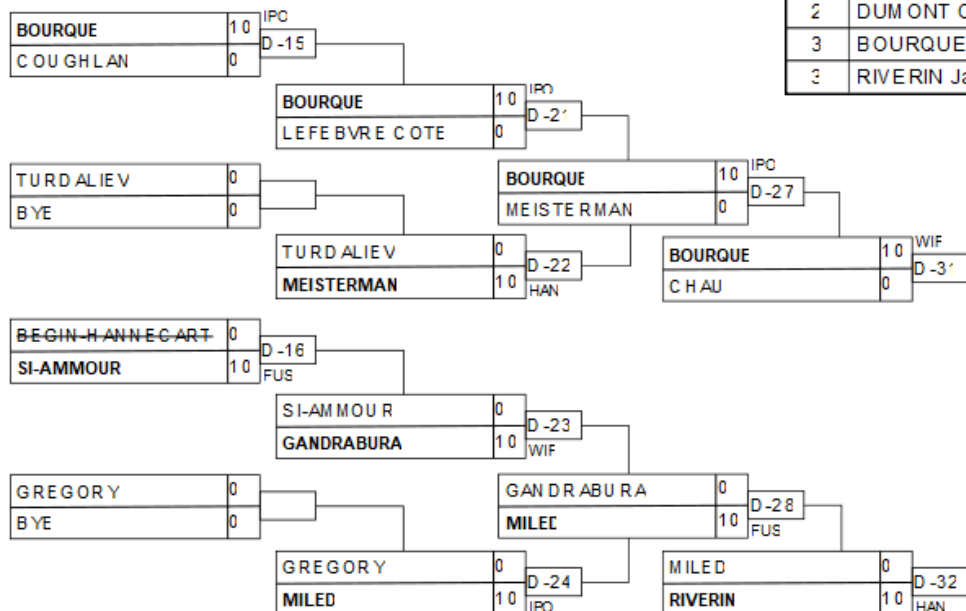 2 DUMONT
3 BOURQUE
3 RIVERIN
BOURQUE 10 IPO
COUGHLAN 0
D-15
BOURQUE 10 IPO
LEFEBVRE COTE 0
TURDALIEV 0
BYE 0
BOURQUE 10 IPO
MEISTERMAN 0
D-27
TURDALIEV 0
MEISTERMAN 10 HAN
D-22
BOURQUE 10 WIF
CHAU 0
BEGIN-HANNECART 0
SI-AMMOUR 10 FUS
D-16
SI-AMMOUR 0
GANDRABURA 10 WIF
D-23
GREGORY 0
BYE 0
GANDRABURA 0
MILED 10 FUS
D-28
GREGORY 0
MILED 10 IPO
D-24
MILED 0
RIVERIN 10 HAN
D-32